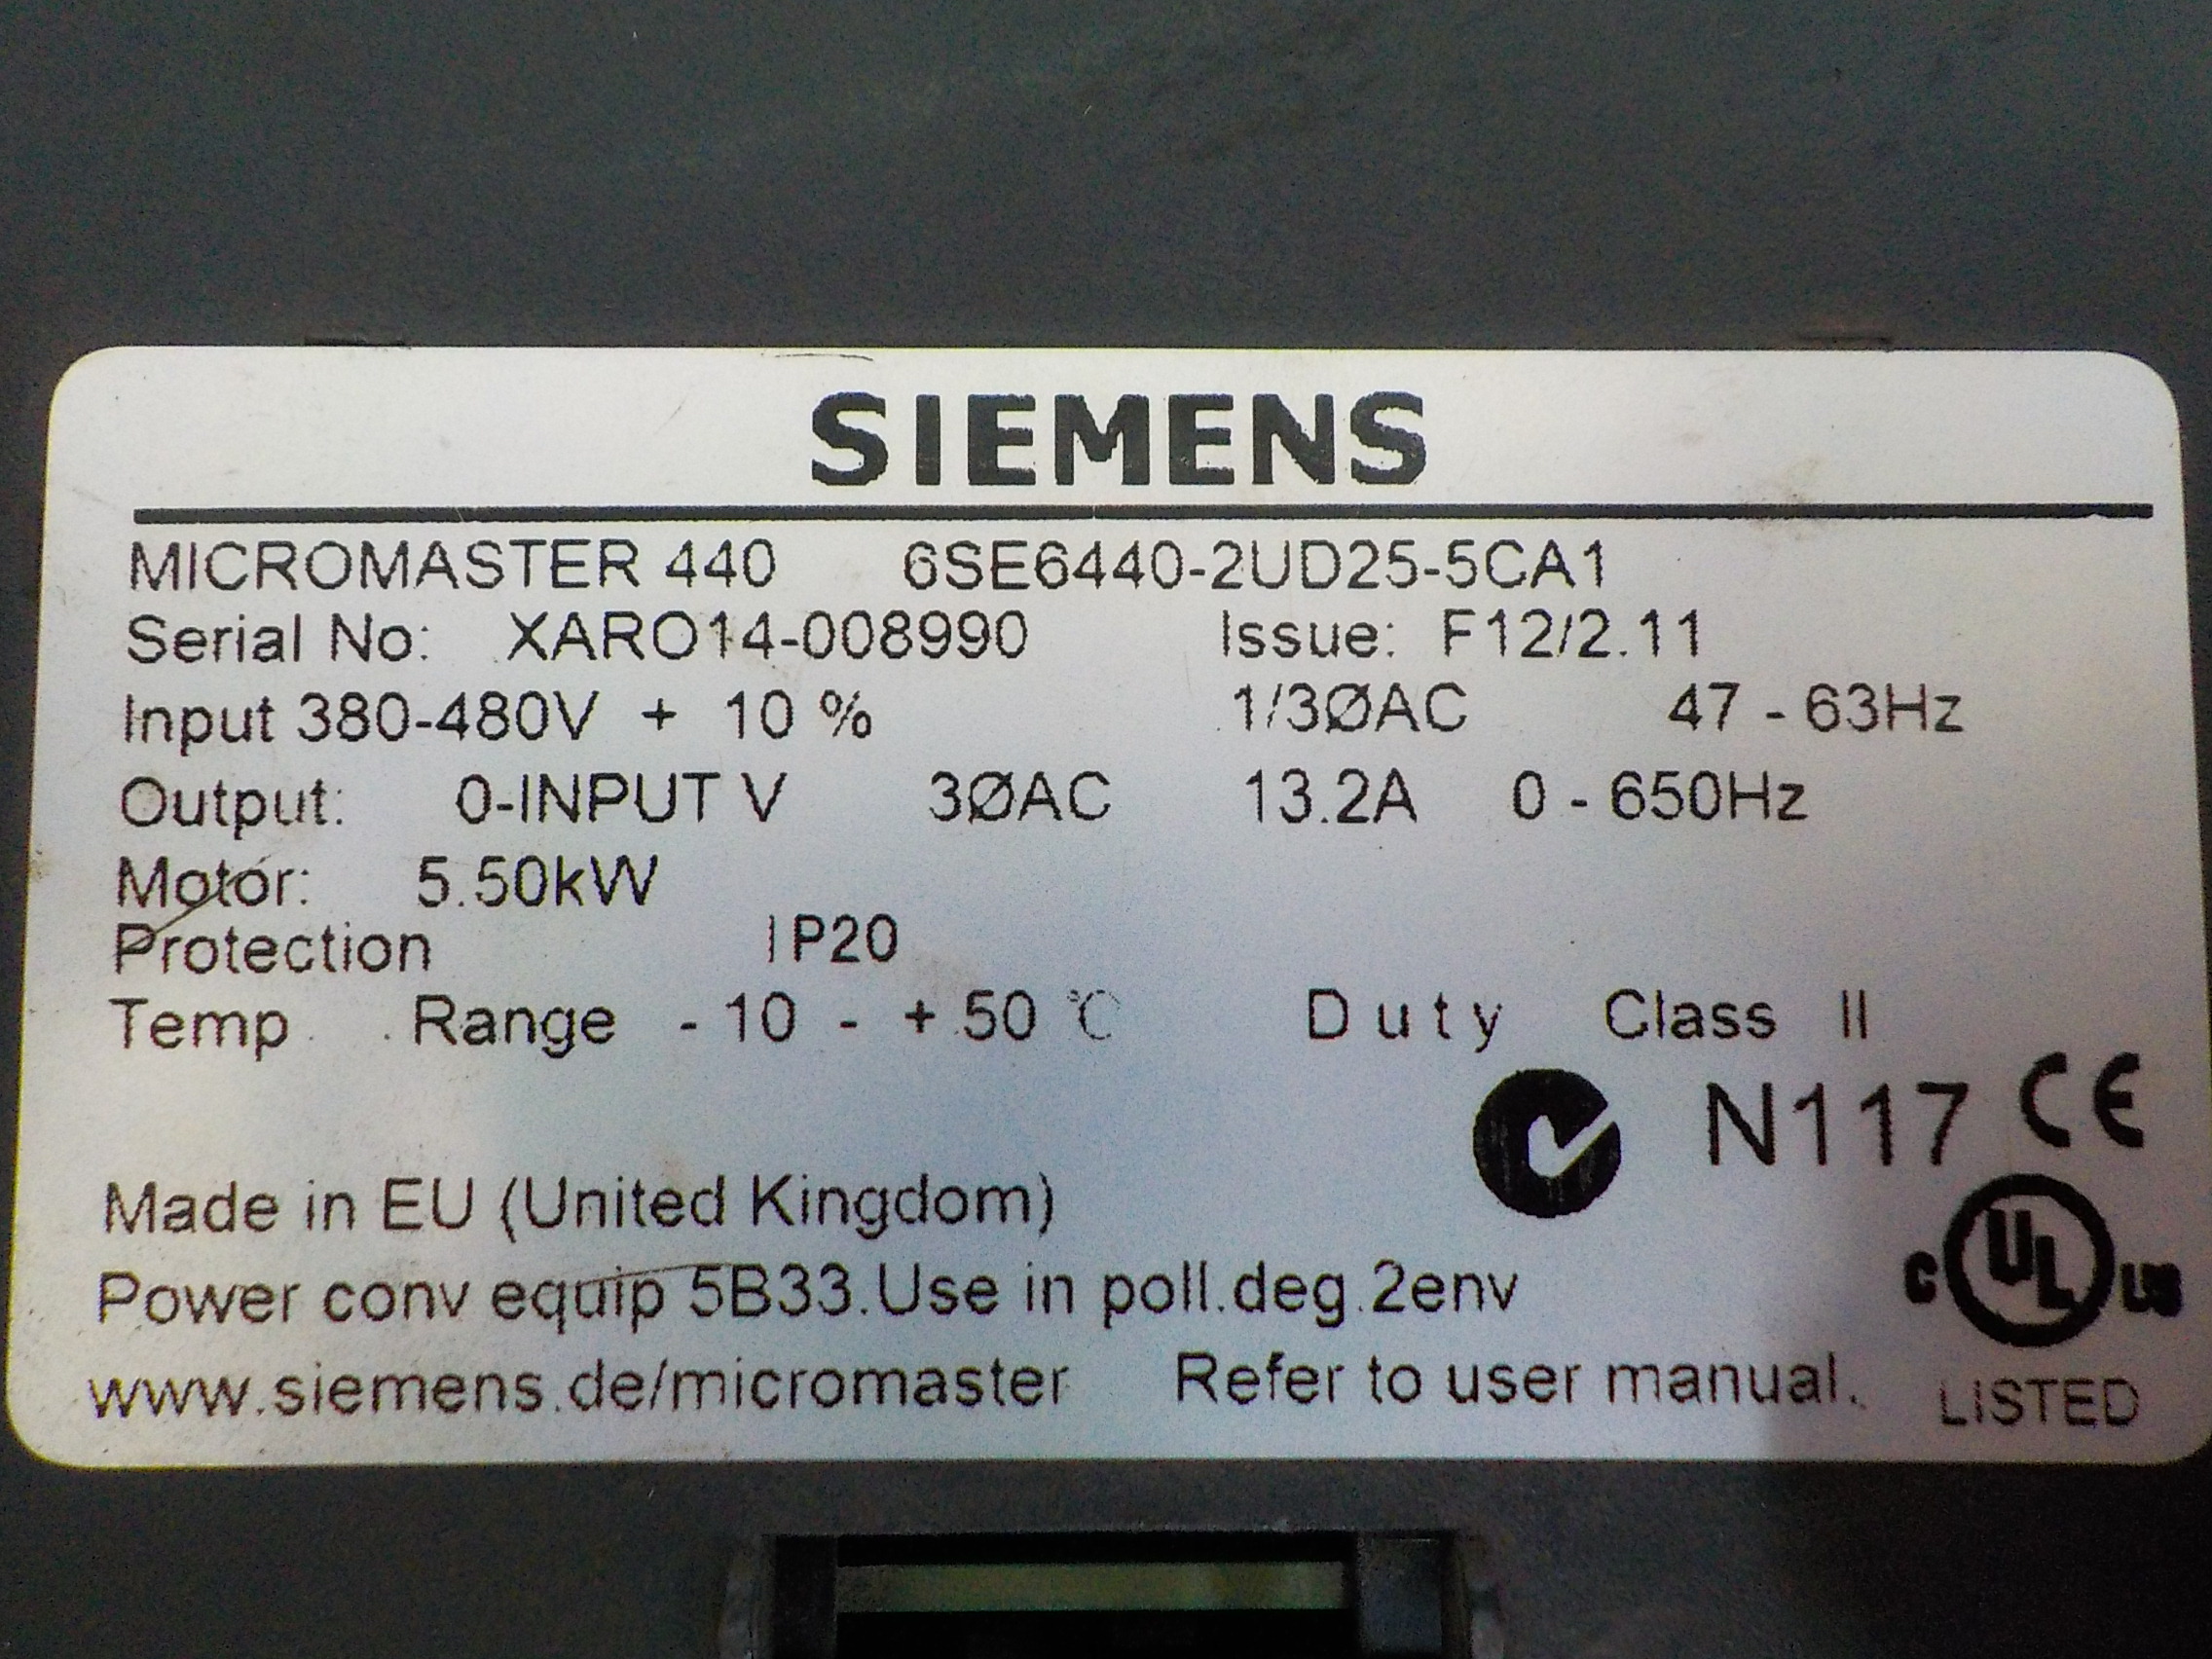 SIEMENS
MICROMASTER 440 6SE6440-2UD25-5CA1
Serial No: XARO14-008990 Issue: F12/2.11
Input 380-480V + 10 % 1/3ØAC 47 - 63Hz
Output: 0-INPUT V 3ØAC 13.2A 0 - 650Hz
Motor: 5.50kW
Protection IP20
Temp. Range -10 - +50 ℃ Duty Class II
N117 CE
Made in EU (United Kingdom)
C UL US
Power conv equip 5B33.Use in poll.deg.2env
www.siemens.de/micromaster Refer to user manual. LISTED